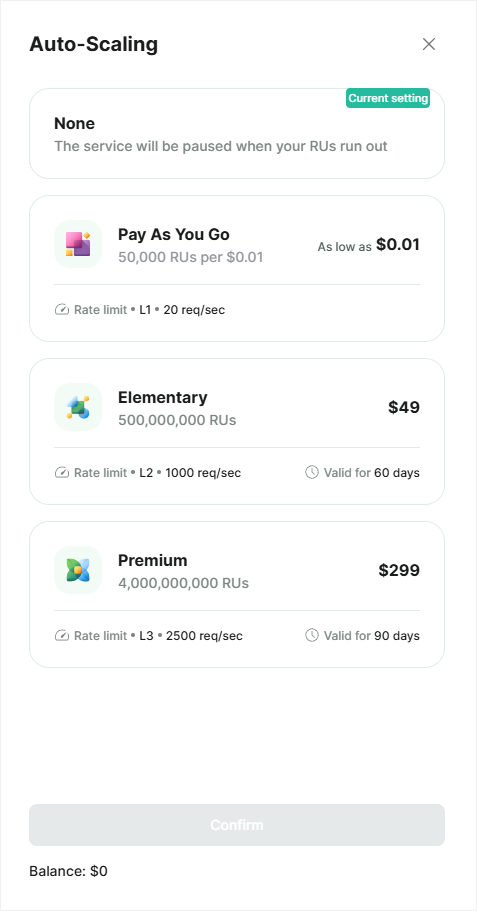 Auto-Scaling
Current setting
None
The service will be paused when your RUs run out
Pay As You Go
50,000 RUs per $0.01
As low as $0.01
Rate limit • L1 • 20 req/sec
Elementary
500,000,000 RUs
$49
Rate limit • L2 • 1000 req/sec
Valid for 60 days
Premium
4,000,000,000 RUs
$299
Rate limit • L3 • 2500 req/sec
Valid for 90 days
Confirm
Balance: $0